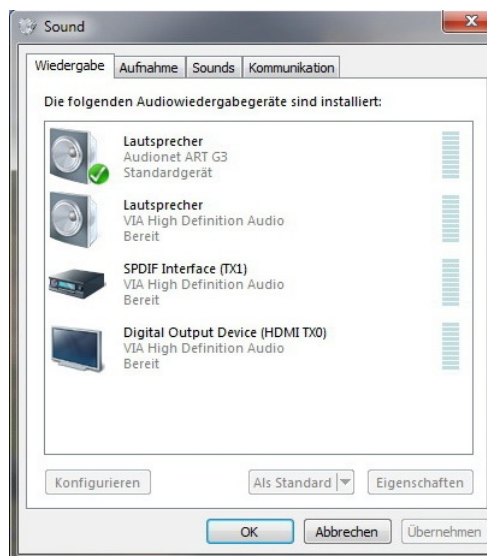 Sound
Wiedergabe Aufnahme Sounds Kommunikation
Die folgenden Audiowiedergabegeräte sind installiert:
Lautsprecher
Audionet ART G3
Standardgerät
Lautsprecher
VIA High Definition Audio
Bereit
SPDIF Interface (TX1)
VIA High Definition Audio
Bereit
Digital Output Device (HDMI TX0)
VIA High Definition Audio
Bereit
Konfigurieren Als Standard Eigenschaften
OK Abbrechen Übernehmen